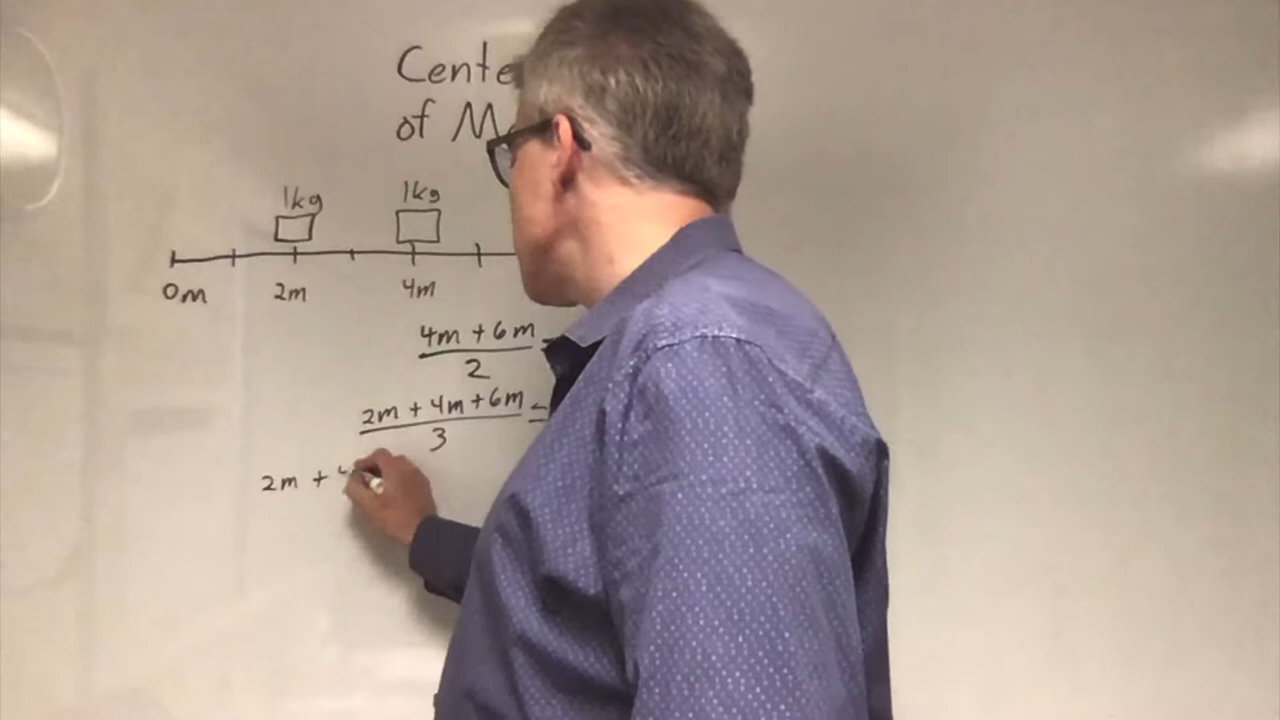 Cente
of M
1kg 1kg
0m 2m 4m
4m + 6m =
2
2m + 4m + 6m =
3
2m + 4